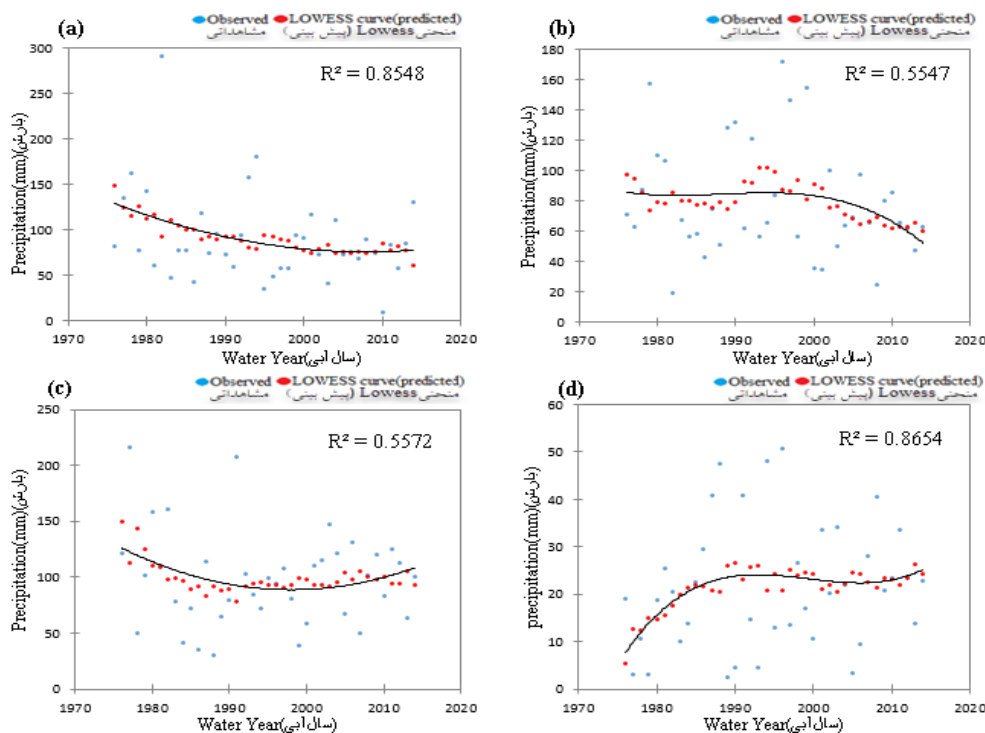 (a)
Observed LOWESS curve(predicted)
مشاهداتی منحنی Lowess (پیش بینی)
R² = 0.8548
Precipitation(mm)(بارش)
300
250
200
150
100
50
0
1970 1980 1990 2000 2010 2020
Water Year(سال آبی)
(b)
Observed LOWESS curve(predicted)
مشاهداتی منحنی Lowess (پیش بینی)
R² = 0.5547
Precipitation(mm)(بارش)
180
160
140
120
100
80
60
40
20
0
1970 1980 1990 2000 2010 2020
Water Year(سال آبی)
(c)
Observed LOWESS curve(predicted)
مشاهداتی منحنی Lowess (پیش بینی)
R² = 0.5572
Precipitation(mm)(بارش)
250
200
150
100
50
0
1970 1980 1990 2000 2010 2020
Water Year(سال آبی)
(d)
Observed LOWESS curve(predicted)
مشاهداتی منحنی Lowess (پیش بینی)
R² = 0.8654
precipitation(mm)(بارش)
60
50
40
30
20
10
0
1970 1980 1990 2000 2010 2020
Water Year(سال آبی)